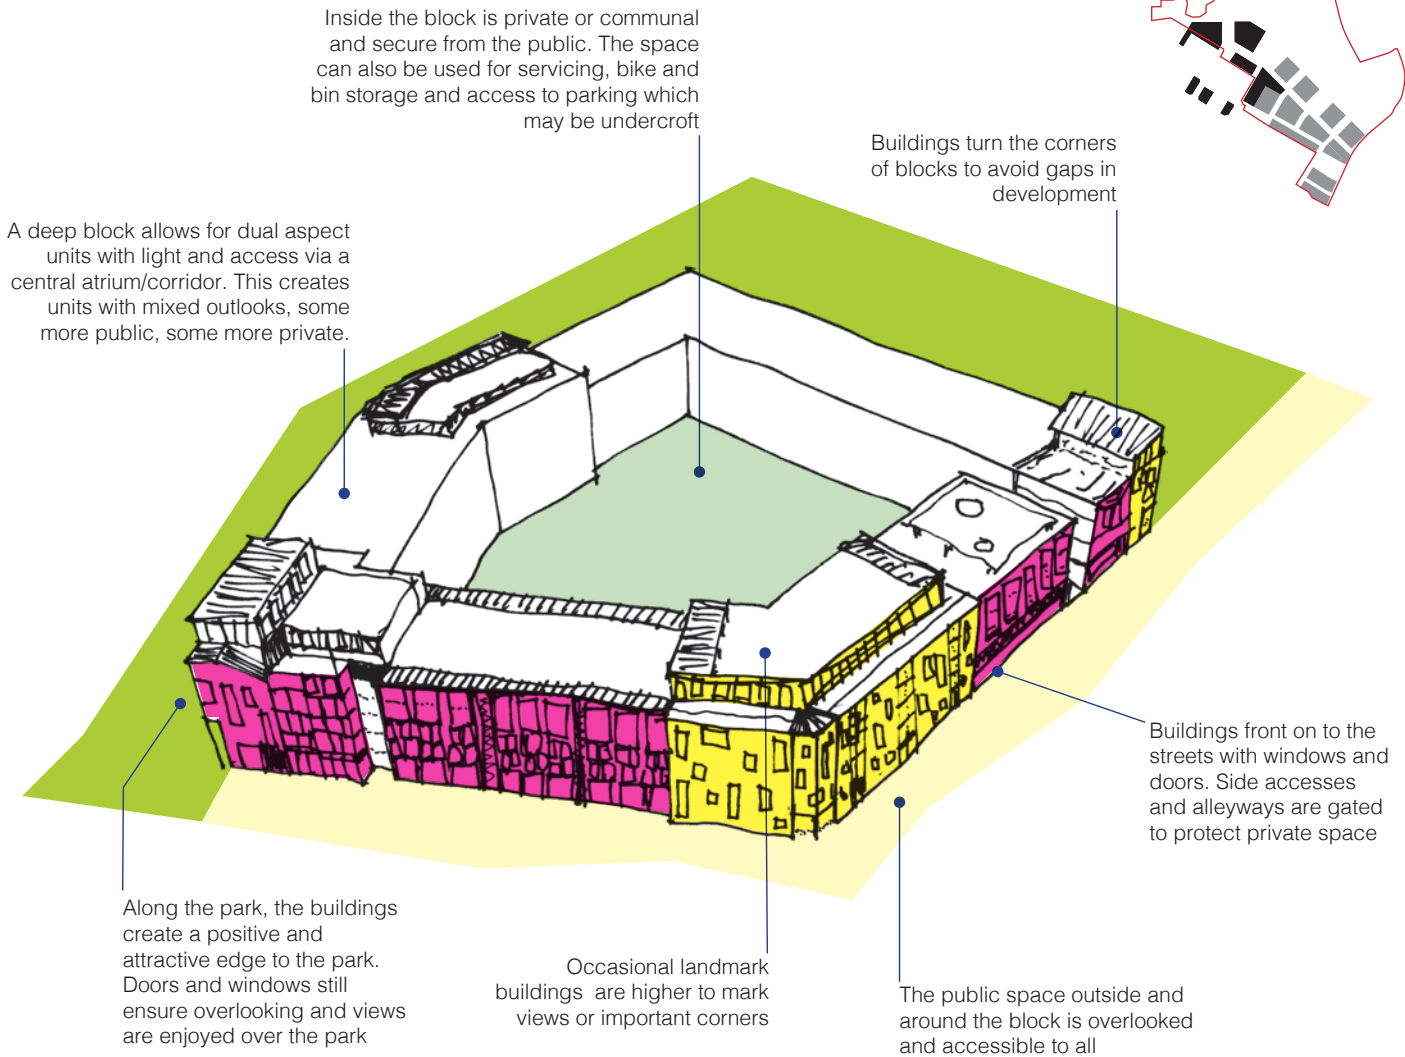 Inside the block is private or communal
and secure from the public. The space
can also be used for servicing, bike and
bin storage and access to parking which
may be undercroft
Buildings turn the corners
of blocks to avoid gaps in
development
A deep block allows for dual aspect
units with light and access via a
central atrium/corridor. This creates
units with mixed outlooks, some
more public, some more private.
Buildings front on to the
streets with windows and
doors. Side accesses
and alleyways are gated
to protect private space
Along the park, the buildings
create a positive and
attractive edge to the park.
Doors and windows still
ensure overlooking and views
are enjoyed over the park
Occasional landmark
buildings  are higher to mark
views or important corners
The public space outside and
around the block is overlooked
and accessible to all